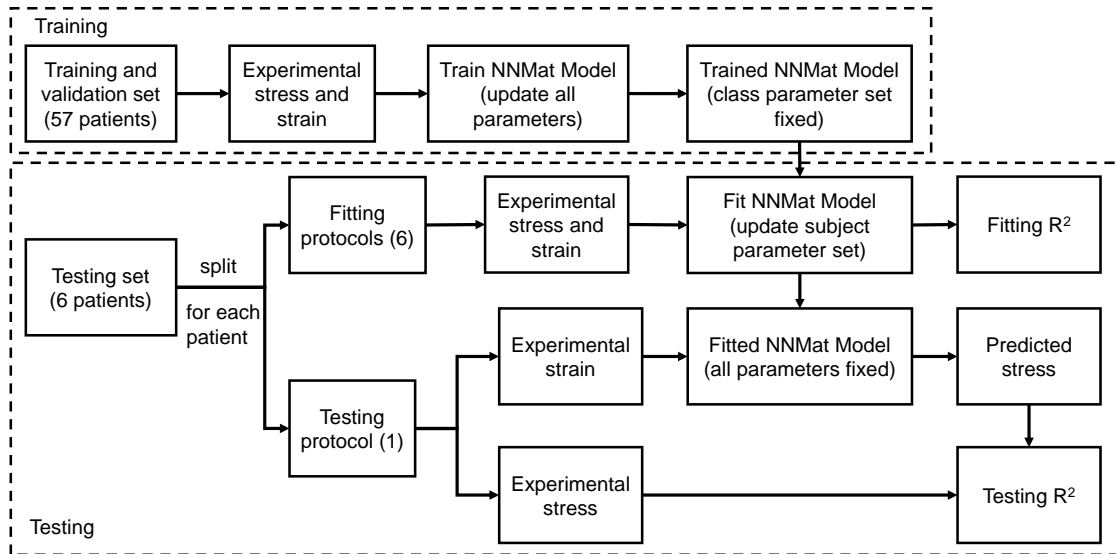 Training
Training and
validation set
(57 patients)
Experimental
stress and
strain
Train NNMat Model
(update all
parameters)
Trained NNMat Model
(class parameter set
fixed)
Testing set
(6 patients)
split
for each
patient
Fitting
protocols (6)
Experimental
stress and
strain
Fit NNMat Model
(update subject
parameter set)
Fitting R²
Testing
protocol (1)
Experimental
strain
Fitted NNMat Model
(all parameters fixed)
Predicted
stress
Experimental
stress
Testing R²
Testing